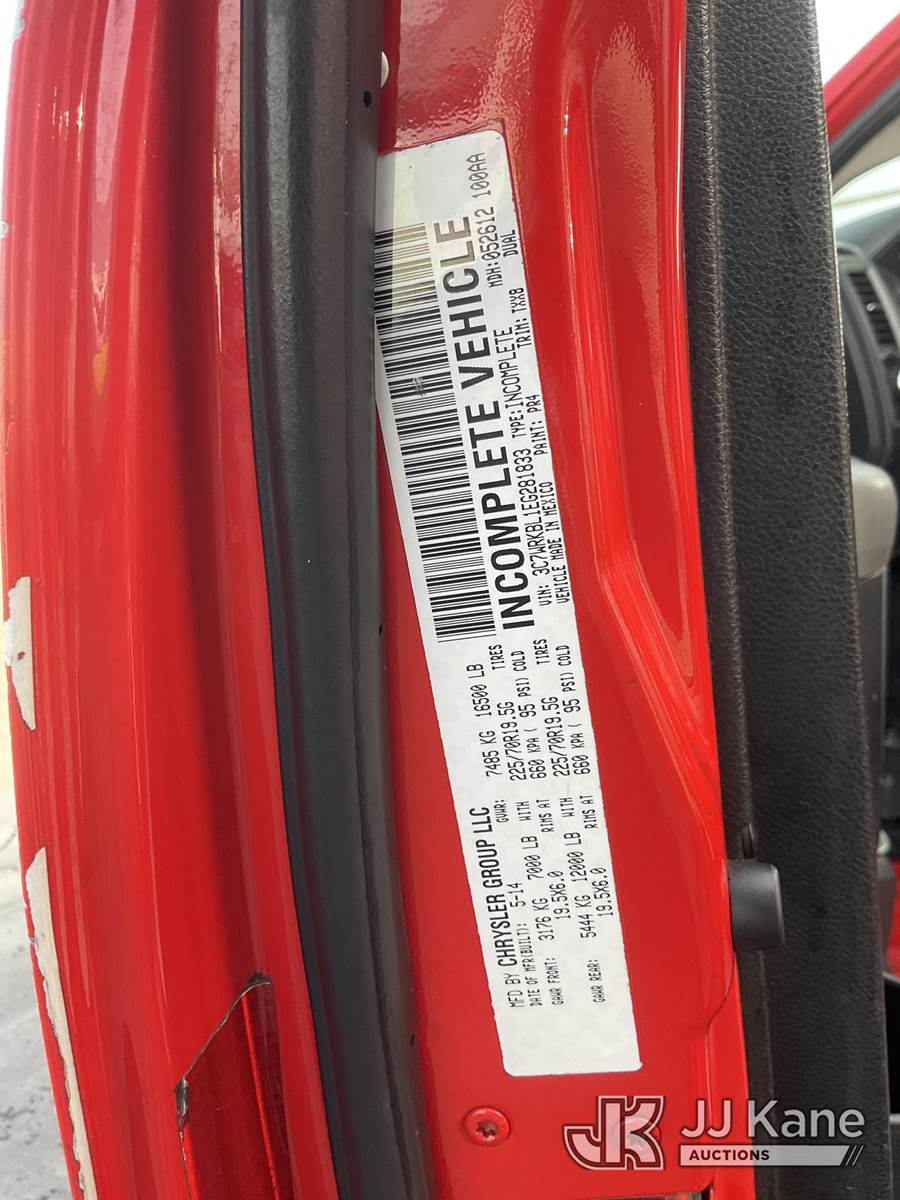 MFD BY CHRYSLER GROUP LLC
DATE OF MFR(BUILT): 5-14 GVWR: 7485 KG 16500 LB
GAWR FRONT: 3176 KG 7000 LB WITH 225/70R19.5G TIRES
19.5X6.0 RIMS AT 660 KPA ( 95 PSI) COLD
GAWR REAR: 5444 KG 12000 LB WITH 225/70R19.5G TIRES
19.5X6.0 RIMS AT 660 KPA ( 95 PSI) COLD
INCOMPLETE VEHICLE
MDH:052612 100AA
VIN: 3C7WRKBL1EG281833 TYPE:INCOMPLETE DUAL
VEHICLE MADE IN MEXICO PAINT: PR4 TRIM: TXX8
JK JJ Kane
AUCTIONS